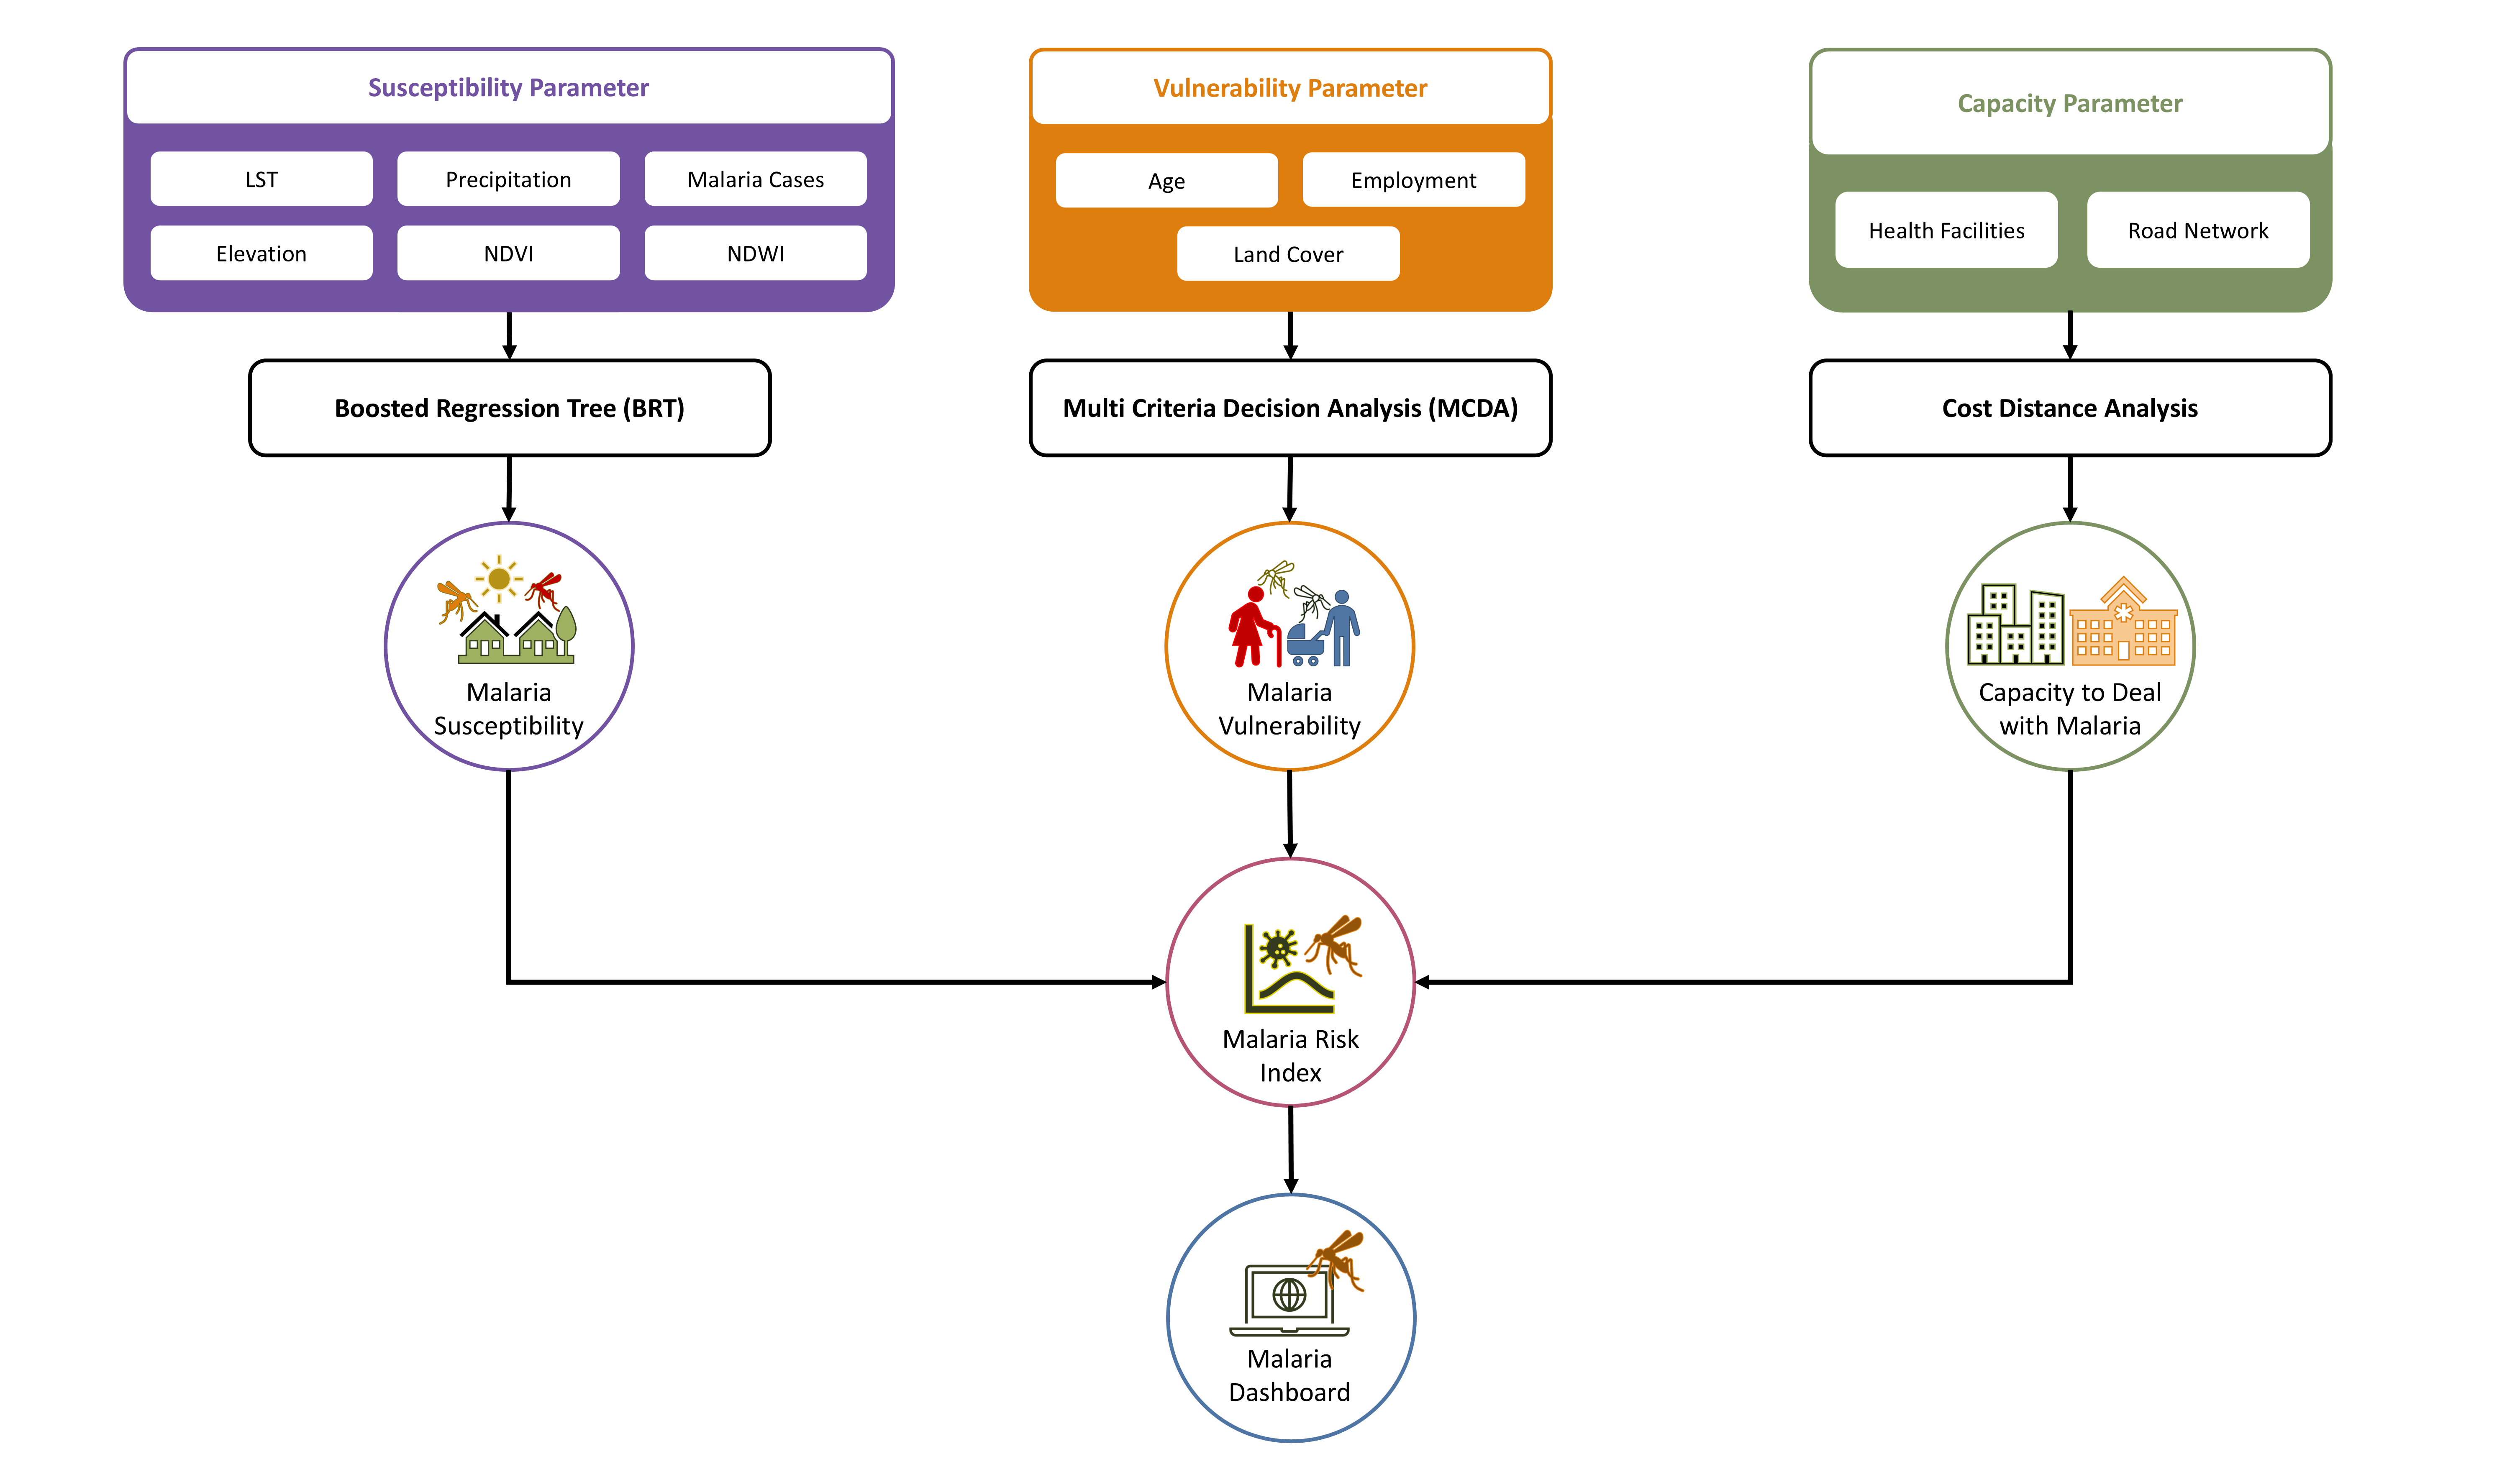 Susceptibility Parameter
LST
Precipitation
Malaria Cases
Elevation
NDVI
NDWI
Vulnerability Parameter
Age
Employment
Land Cover
Capacity Parameter
Health Facilities
Road Network
Boosted Regression Tree (BRT)
Multi Criteria Decision Analysis (MCDA)
Cost Distance Analysis
Malaria
Susceptibility
Malaria
Vulnerability
Capacity to Deal
with Malaria
Malaria Risk
Index
Malaria
Dashboard